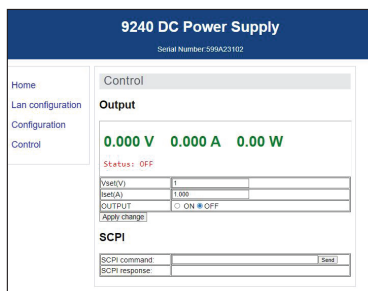 9240 DC Power Supply
Serial Number:599A23102
Home
Lan configuration
Configuration
Control
Control
Output
0.000 V 0.000 A 0.00 W
Status: OFF
Vset(V) 1
Iset(A) 1.000
OUTPUT ON OFF
Apply change
SCPI
SCPI command: Send
SCPI response: